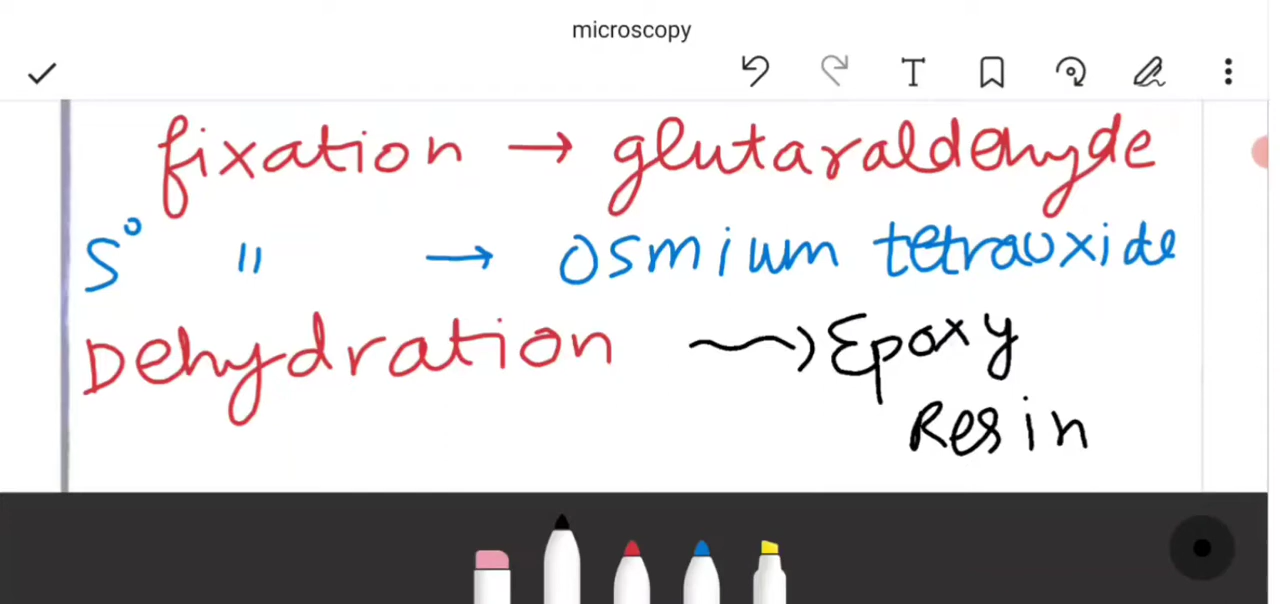 microscopy
T
fixation → glutaraldehyde
S° " → Osmium tetraoxide
Dehydration → Epoxy
Resin